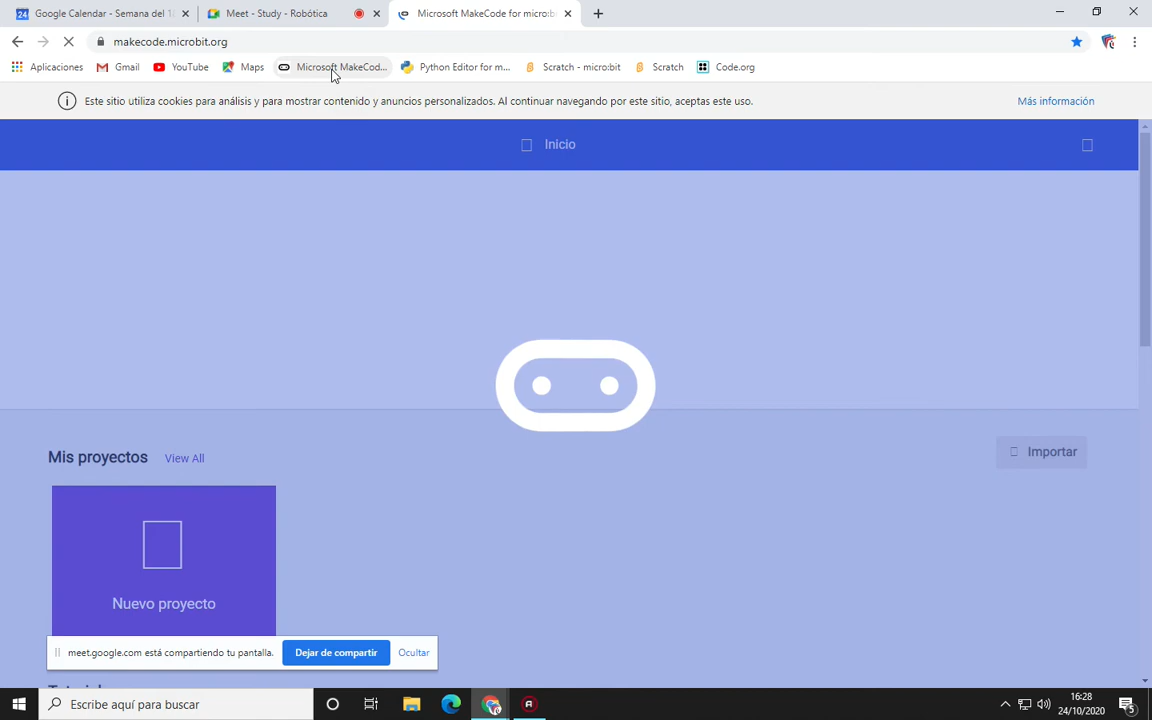 Google Calendar - Semana del 18
Meet - Study - Robótica
Microsoft MakeCode for micro:b
makecode.microbit.org
Aplicaciones
Gmail
YouTube
Maps
Microsoft MakeCod...
Python Editor for m...
Scratch - micro:bit
Scratch
Code.org
Este sitio utiliza cookies para análisis y para mostrar contenido y anuncios personalizados. Al continuar navegando por este sitio, aceptas este uso.
Más información
Inicio
Mis proyectos
View All
Importar
Nuevo proyecto
meet.google.com está compartiendo tu pantalla.
Dejar de compartir
Ocultar
Escribe aquí para buscar
16:28
24/10/2020
5